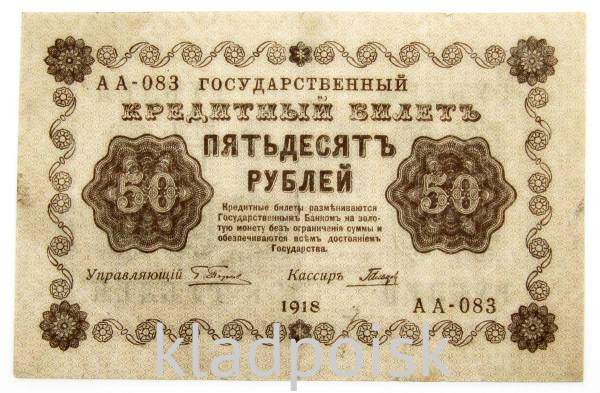 АА-083 ГОСУДАРСТВЕННЫЙ
КРЕДИТНЫЙ БИЛЕТЪ
ПЯТЬДЕСЯТЪ
РУБЛЕЙ
50
50
Кредитные билеты размѣниваются
Государственнымъ Банкомъ на золо-
тую монету безъ ограниченія суммы и
обезпечиваются всѣмъ достояніемъ
Государства.
Управляющій
Кассиръ
1918
АА-083
kladpoisk